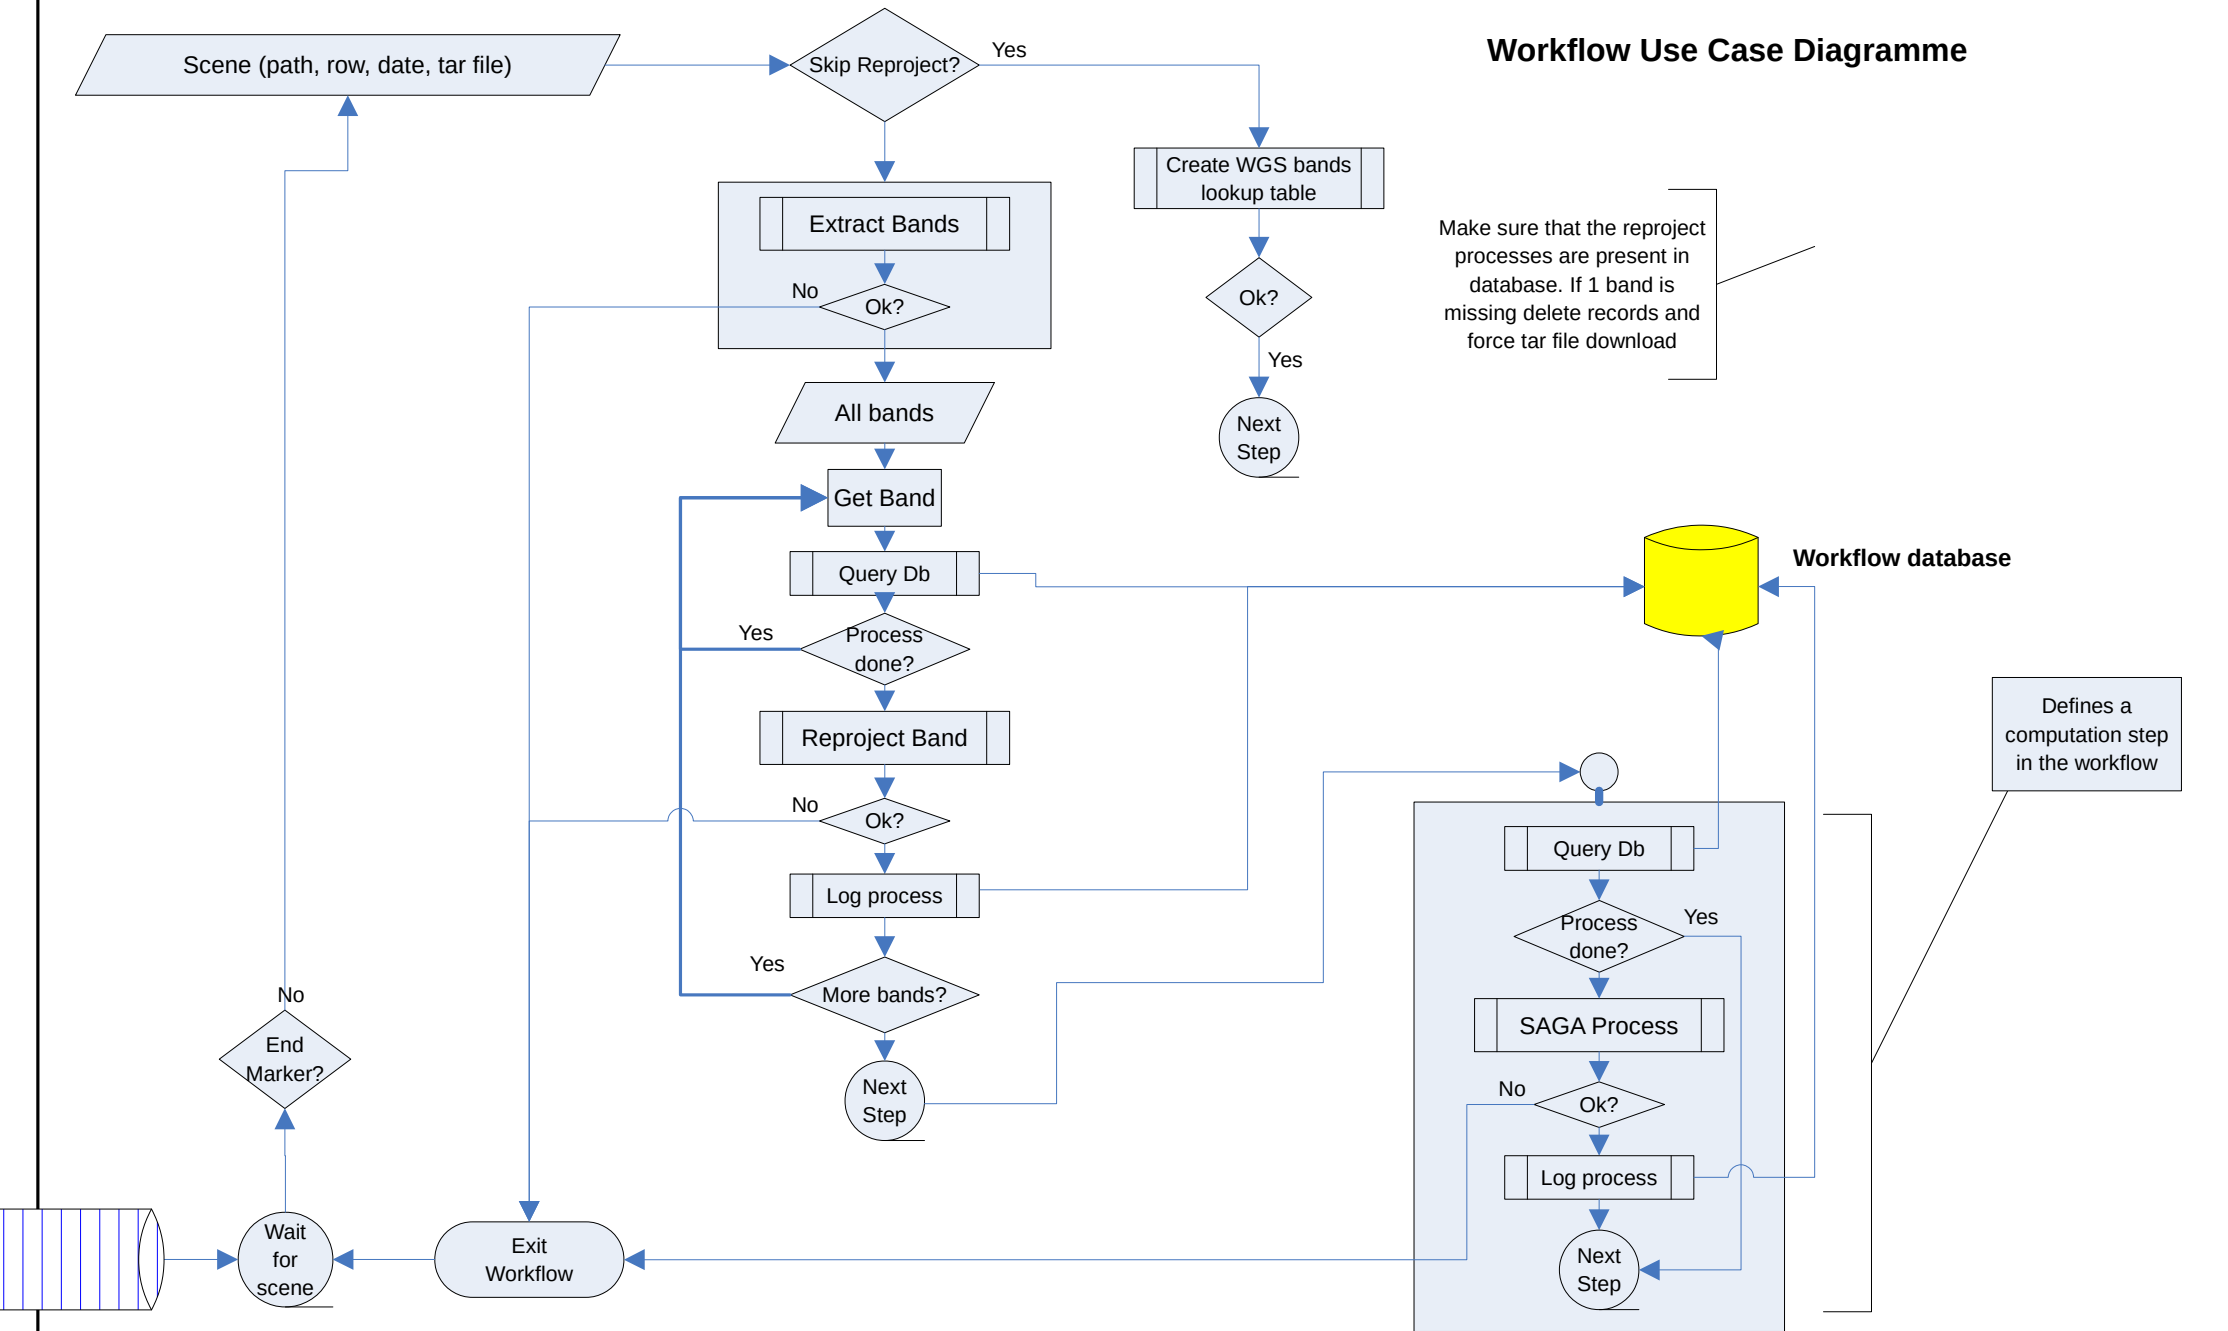 Workflow Use Case Diagramme
Scene (path, row, date, tar file)
Skip Reproject?
Yes
Create WGS bands
lookup table
Ok?
Yes
Next
Step
Make sure that the reproject
processes are present in
database. If 1 band is
missing delete records and
force tar file download
Extract Bands
No
Ok?
All bands
Get Band
Query Db
Yes
Process
done?
Reproject Band
No
Ok?
Log process
Yes
More bands?
Next
Step
Workflow database
Defines a
computation step
in the workflow
Query Db
Process
done?
Yes
SAGA Process
No
Ok?
Log process
Next
Step
No
End
Marker?
Wait
for
scene
Exit
Workflow